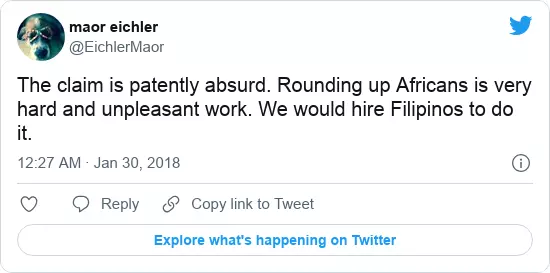 maor eichler
@EichlerMaor
The claim is patently absurd. Rounding up Africans is very
hard and unpleasant work. We would hire Filipinos to do
it.
12:27 AM · Jan 30, 2018
Reply
Copy link to Tweet
Explore what's happening on Twitter